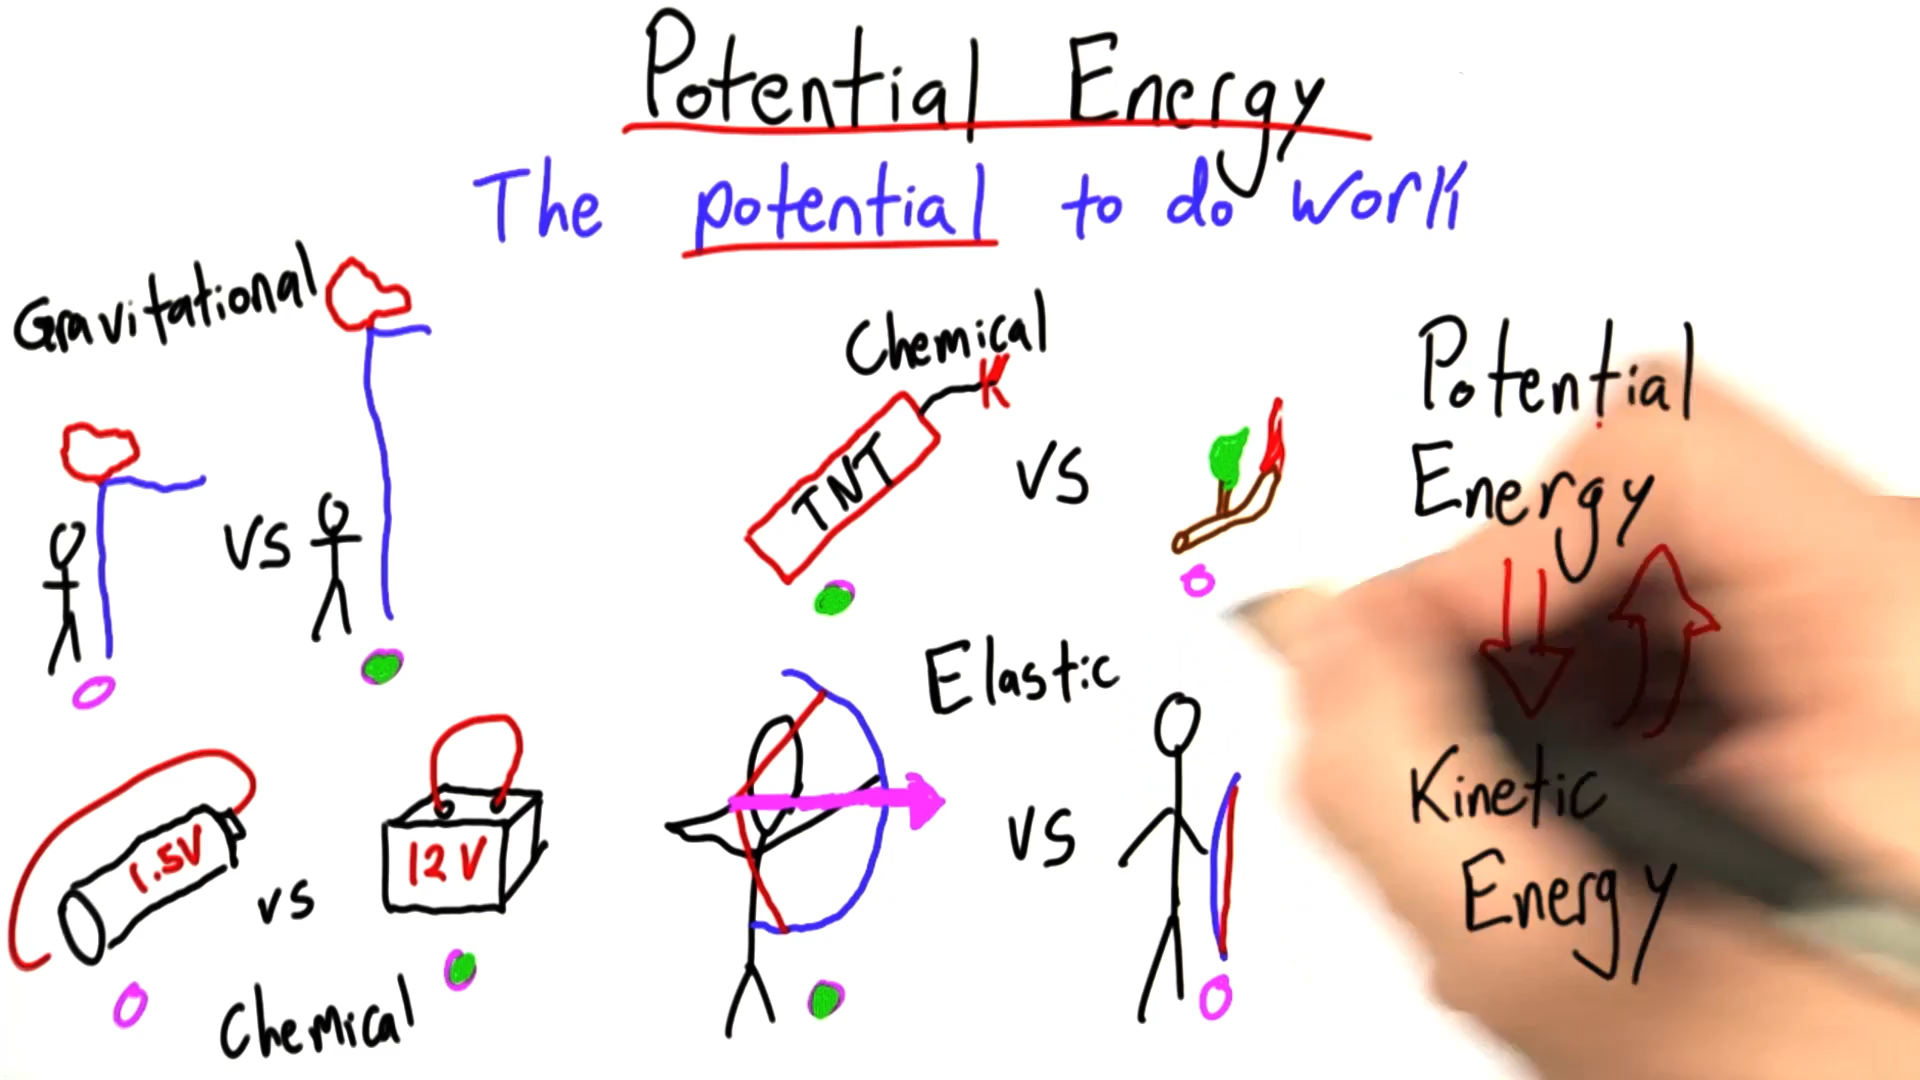 Potential Energy
The potential to do work
Gravitational
vs
Chemical
TNT
vs
1.5V
vs
12V
Chemical
Elastic
vs
Potential
Energy
Kinetic
Energy